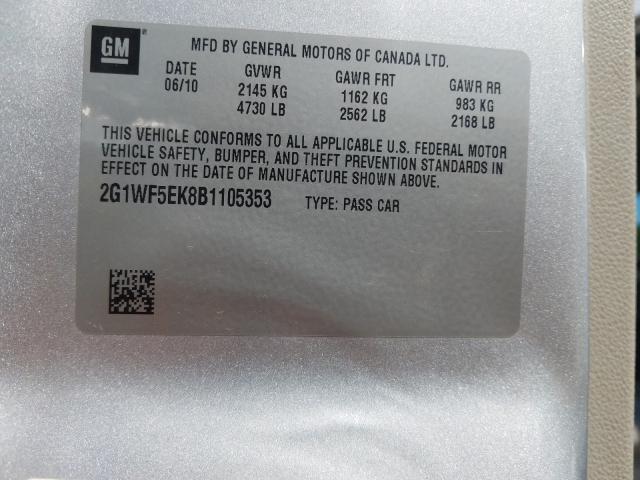 GM
MFD BY GENERAL MOTORS OF CANADA LTD.
DATE GVWR GAWR FRT GAWR RR
06/10 2145 KG 1162 KG 983 KG
4730 LB 2562 LB 2168 LB
THIS VEHICLE CONFORMS TO ALL APPLICABLE U.S. FEDERAL MOTOR
VEHICLE SAFETY, BUMPER, AND THEFT PREVENTION STANDARDS IN
EFFECT ON THE DATE OF MANUFACTURE SHOWN ABOVE.
2G1WF5EK8B1105353 TYPE: PASS CAR